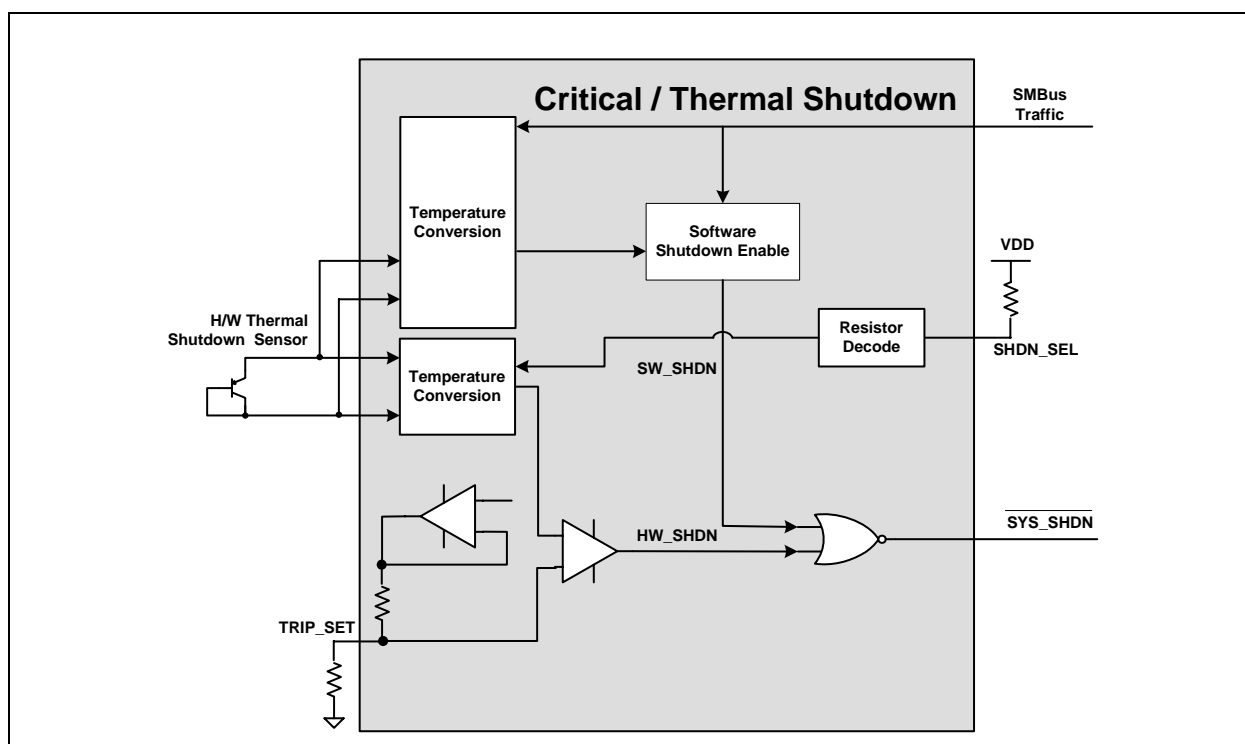 Critical / Thermal Shutdown
SMBus
Traffic
Temperature
Conversion
Software
Shutdown Enable
VDD
H/W Thermal
Shutdown Sensor
Resistor
Decode
SHDN_SEL
SW_SHDN
Temperature
Conversion
HW_SHDN
SYS_SHDN
TRIP_SET